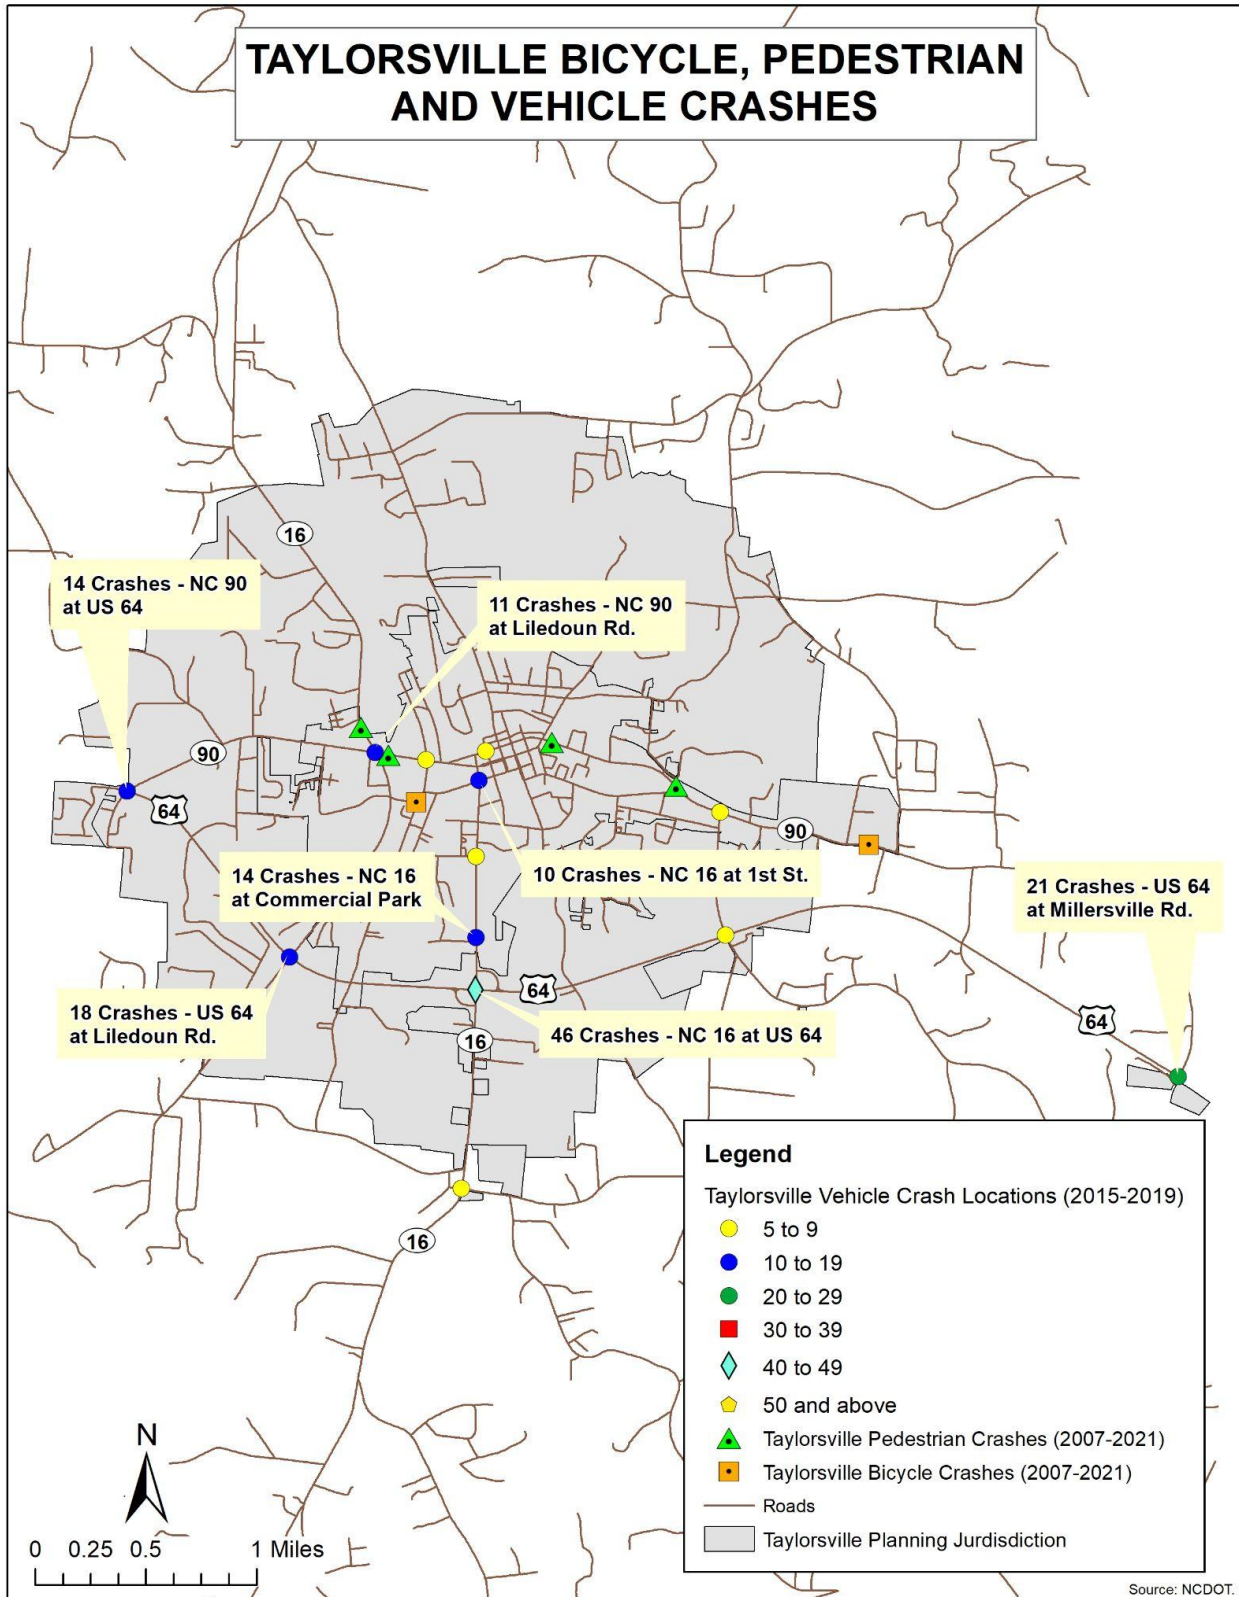 TAYLORSVILLE BICYCLE, PEDESTRIAN
AND VEHICLE CRASHES
16
14 Crashes - NC 90
at US 64
11 Crashes - NC 90
at Liledoun Rd.
90
64
90
14 Crashes - NC 16
at Commercial Park
10 Crashes - NC 16 at 1st St.
21 Crashes - US 64
at Millersville Rd.
18 Crashes - US 64
at Liledoun Rd.
64
46 Crashes - NC 16 at US 64
16
64
16
Legend
Taylorsville Vehicle Crash Locations (2015-2019)
5 to 9
10 to 19
20 to 29
30 to 39
40 to 49
50 and above
Taylorsville Pedestrian Crashes (2007-2021)
Taylorsville Bicycle Crashes (2007-2021)
Roads
Taylorsville Planning Jurdisdiction
N
0 0.25 0.5 1 Miles
Source: NCDOT.